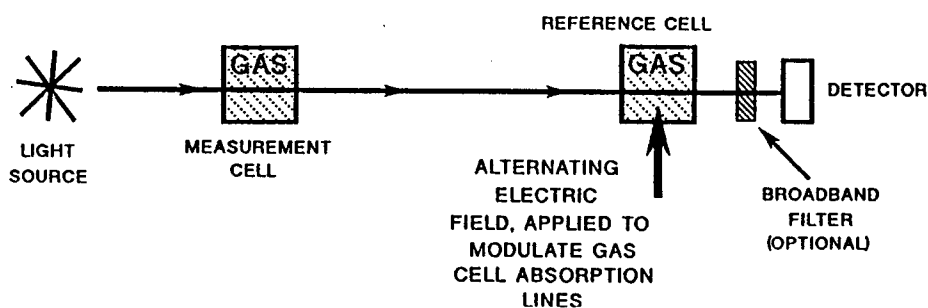 REFERENCE CELL
GAS
GAS
DETECTOR
LIGHT
SOURCE
MEASUREMENT
CELL
ALTERNATING
ELECTRIC
FIELD, APPLIED TO
MODULATE GAS
CELL ABSORPTION
LINES
BROADBAND
FILTER
(OPTIONAL)